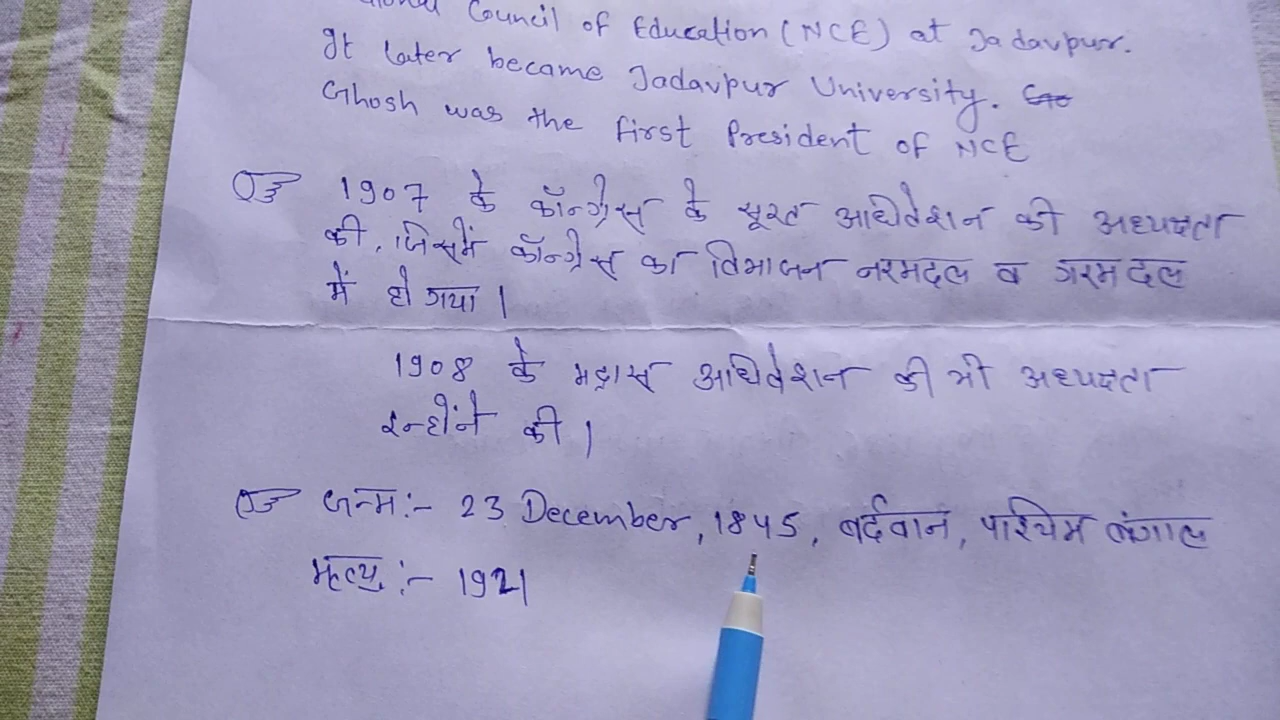 Council of Education (NCE) at Jadavpur.
It later became Jadavpur University.
Ghosh was the first President of NCE
1907 के कॉन्ग्रेस के सूरत अधिवेशन की अध्यक्षता
की, जिसमें कॉन्ग्रेस का विभाजन नरमदल व गरमदल
में हो गया।
1908 के मद्रास अधिवेशन की भी अध्यक्षता
इन्होंने की।
जन्म:- 23 December, 1845, बर्दवान, पश्चिम बंगाल
मृत्यु:- 1921